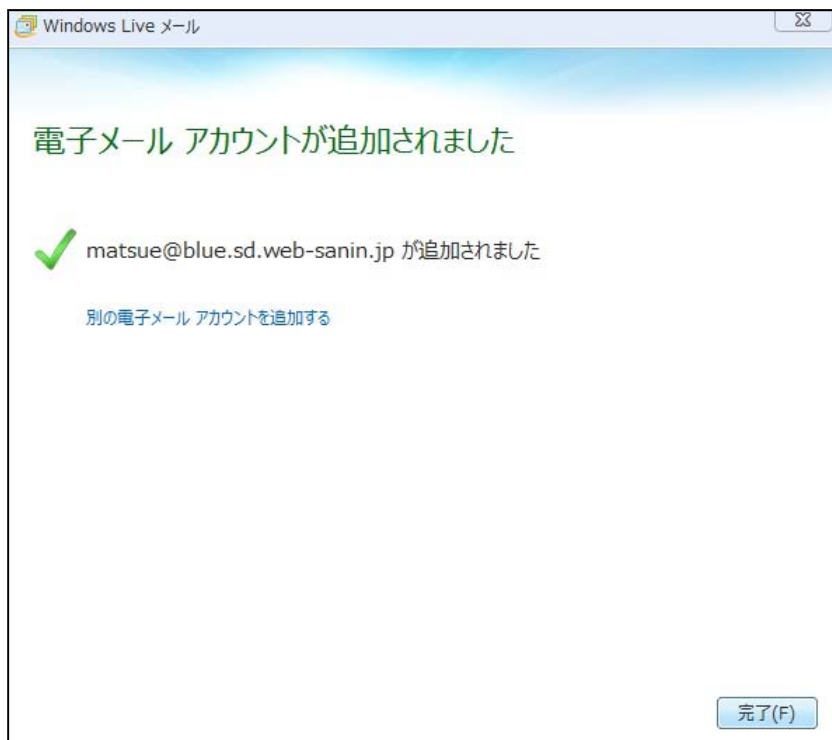 Windows Live メール
電子メール アカウントが追加されました
matsue@blue.sd.web-sanin.jp が追加されました
別の電子メール アカウントを追加する
完了(F)